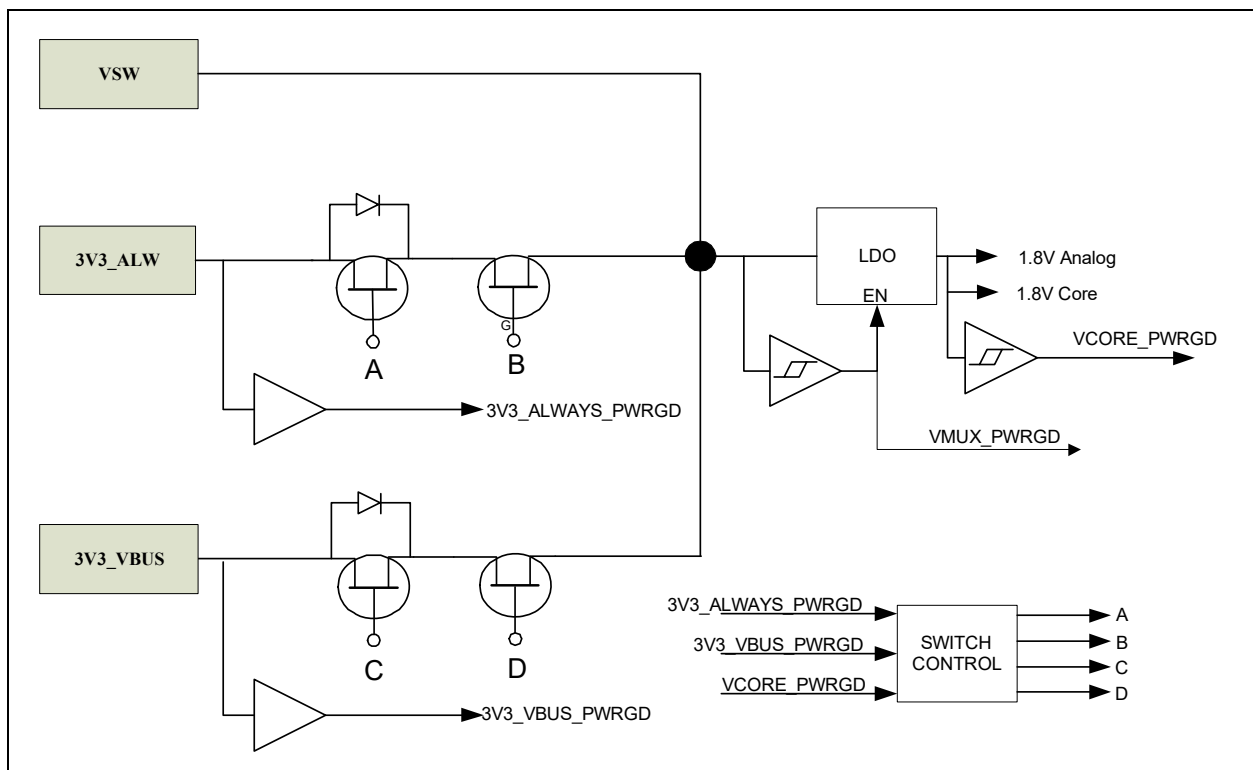 VSW
3V3_ALW
LDO
EN
1.8V Analog
1.8V Core
G
A
B
VCORE_PWRGD
3V3_ALWAYS_PWRGD
VMUX_PWRGD
3V3_VBUS
C
D
3V3_VBUS_PWRGD
3V3_ALWAYS_PWRGD
3V3_VBUS_PWRGD
VCORE_PWRGD
SWITCH
CONTROL
A
B
C
D